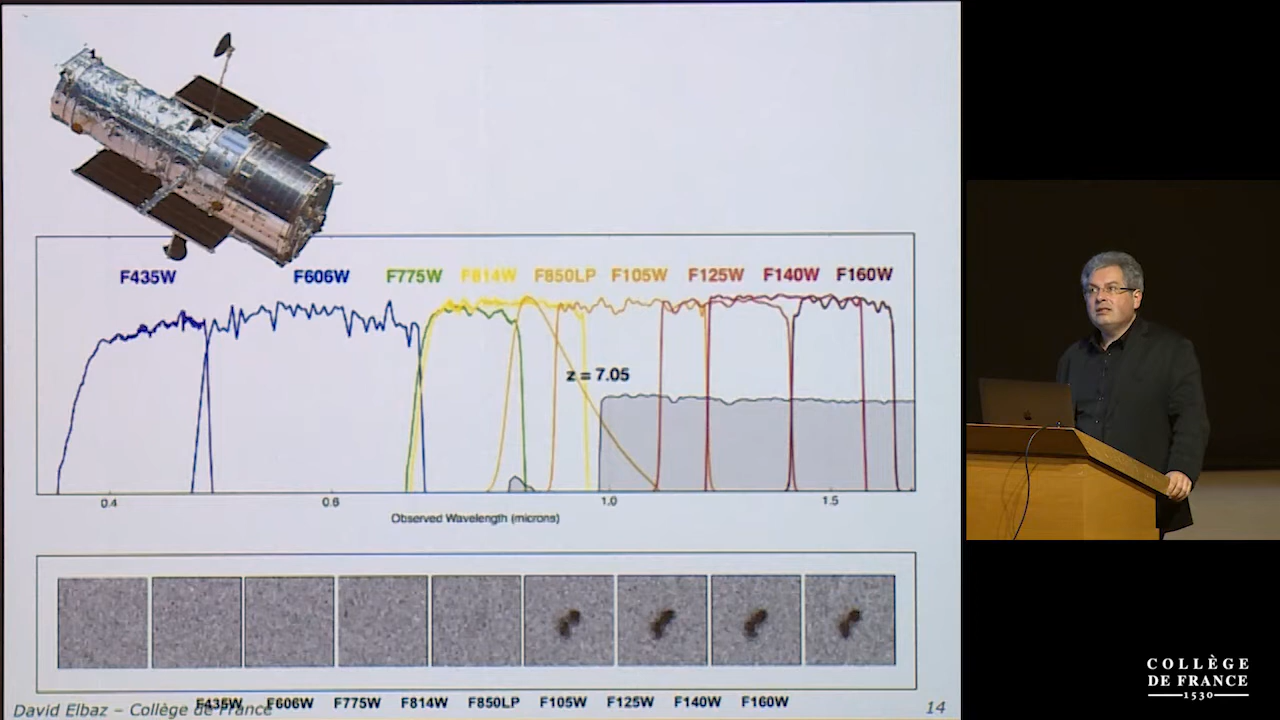 F435W F606W F775W F814W F850LP F105W F125W F140W F160W
z = 7.05
0.4 0.6 1.0 1.5
Observed Wavelength (microns)
F435W F606W F775W F814W F850LP F105W F125W F140W F160W
David Elbaz – Collège de France
14
COLLÈGE
DE FRANCE
1530